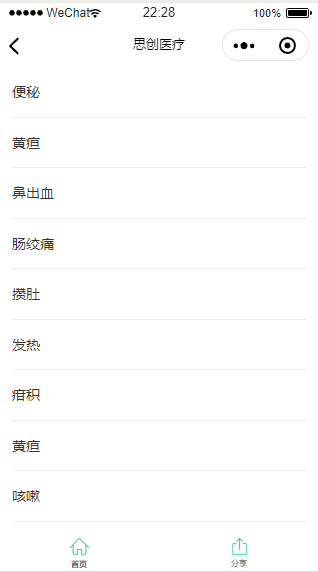 WeChat 22:28 100%
思创医疗
便秘
黄疸
鼻出血
肠绞痛
攒肚
发热
疳积
黄疸
咳嗽
首页 分享